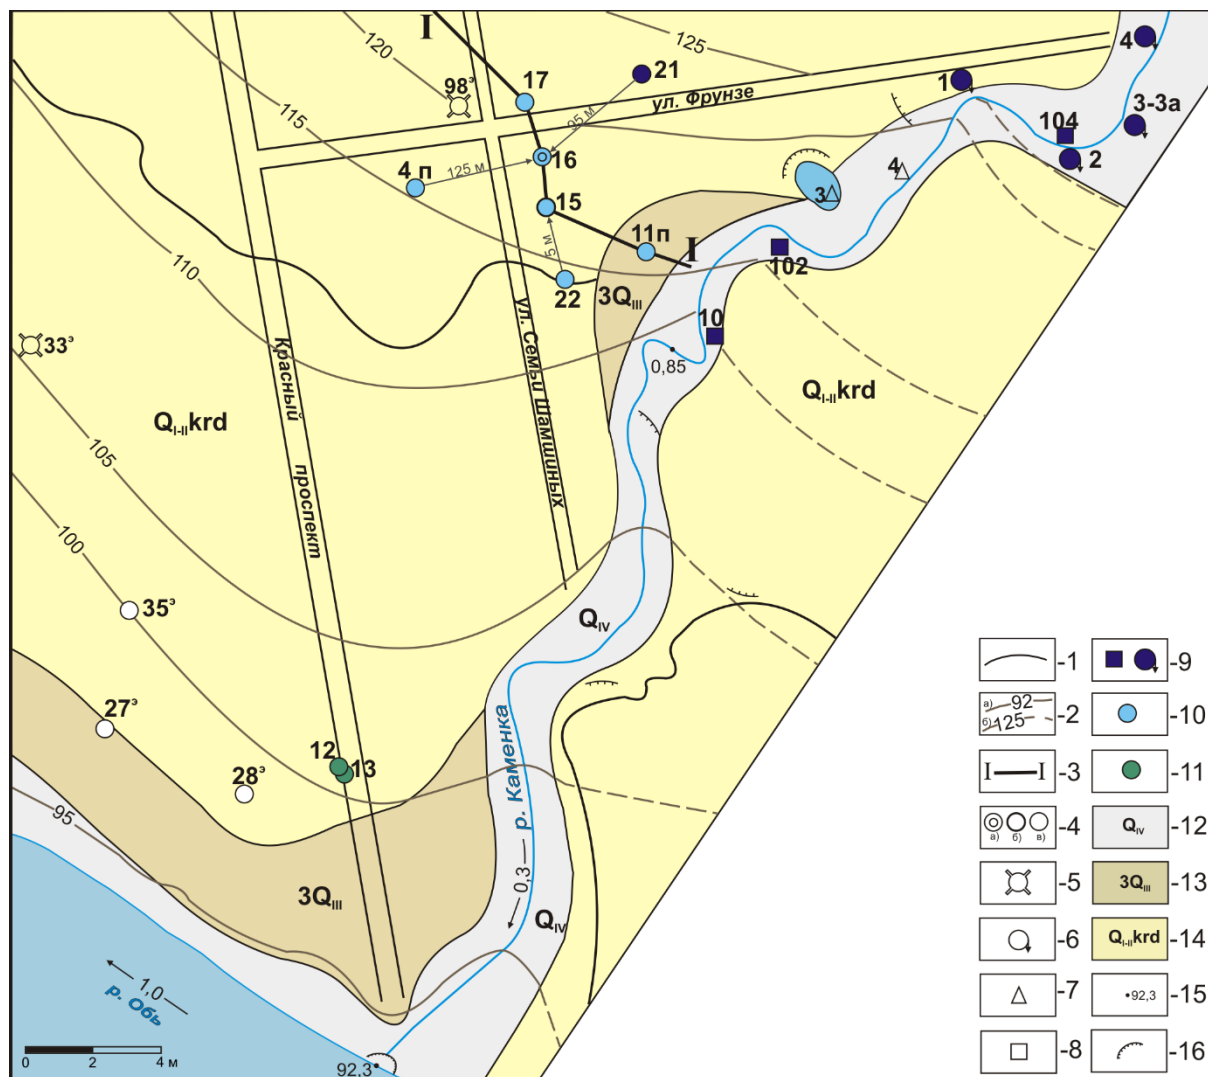 I
120
125
98э
17
21
ул. Фрунзе
115
95 м
4
1
3-3а
104
2
4 п
125 м
16
15
4
3
110
5 м
11п
I
102
22
3QIII
33э
10
0,85
Красный
проспект
ул. Семьи Шамшиных
QI-IIkrd
QI-IIkrd
105
100
35э
QIV
27э
28э
12
13
р. Каменка
0,3
95
3QIII
QIV
1,0
р. Обь
92,3
0 2 4 м
-1
а) 92
б) 125
-2
I I -3
а) б) в) -4
-5
-6
-7
-8
-9
-10
-11
QIV -12
3QIII -13
QI-IIkrd -14
92,3 -15
-16